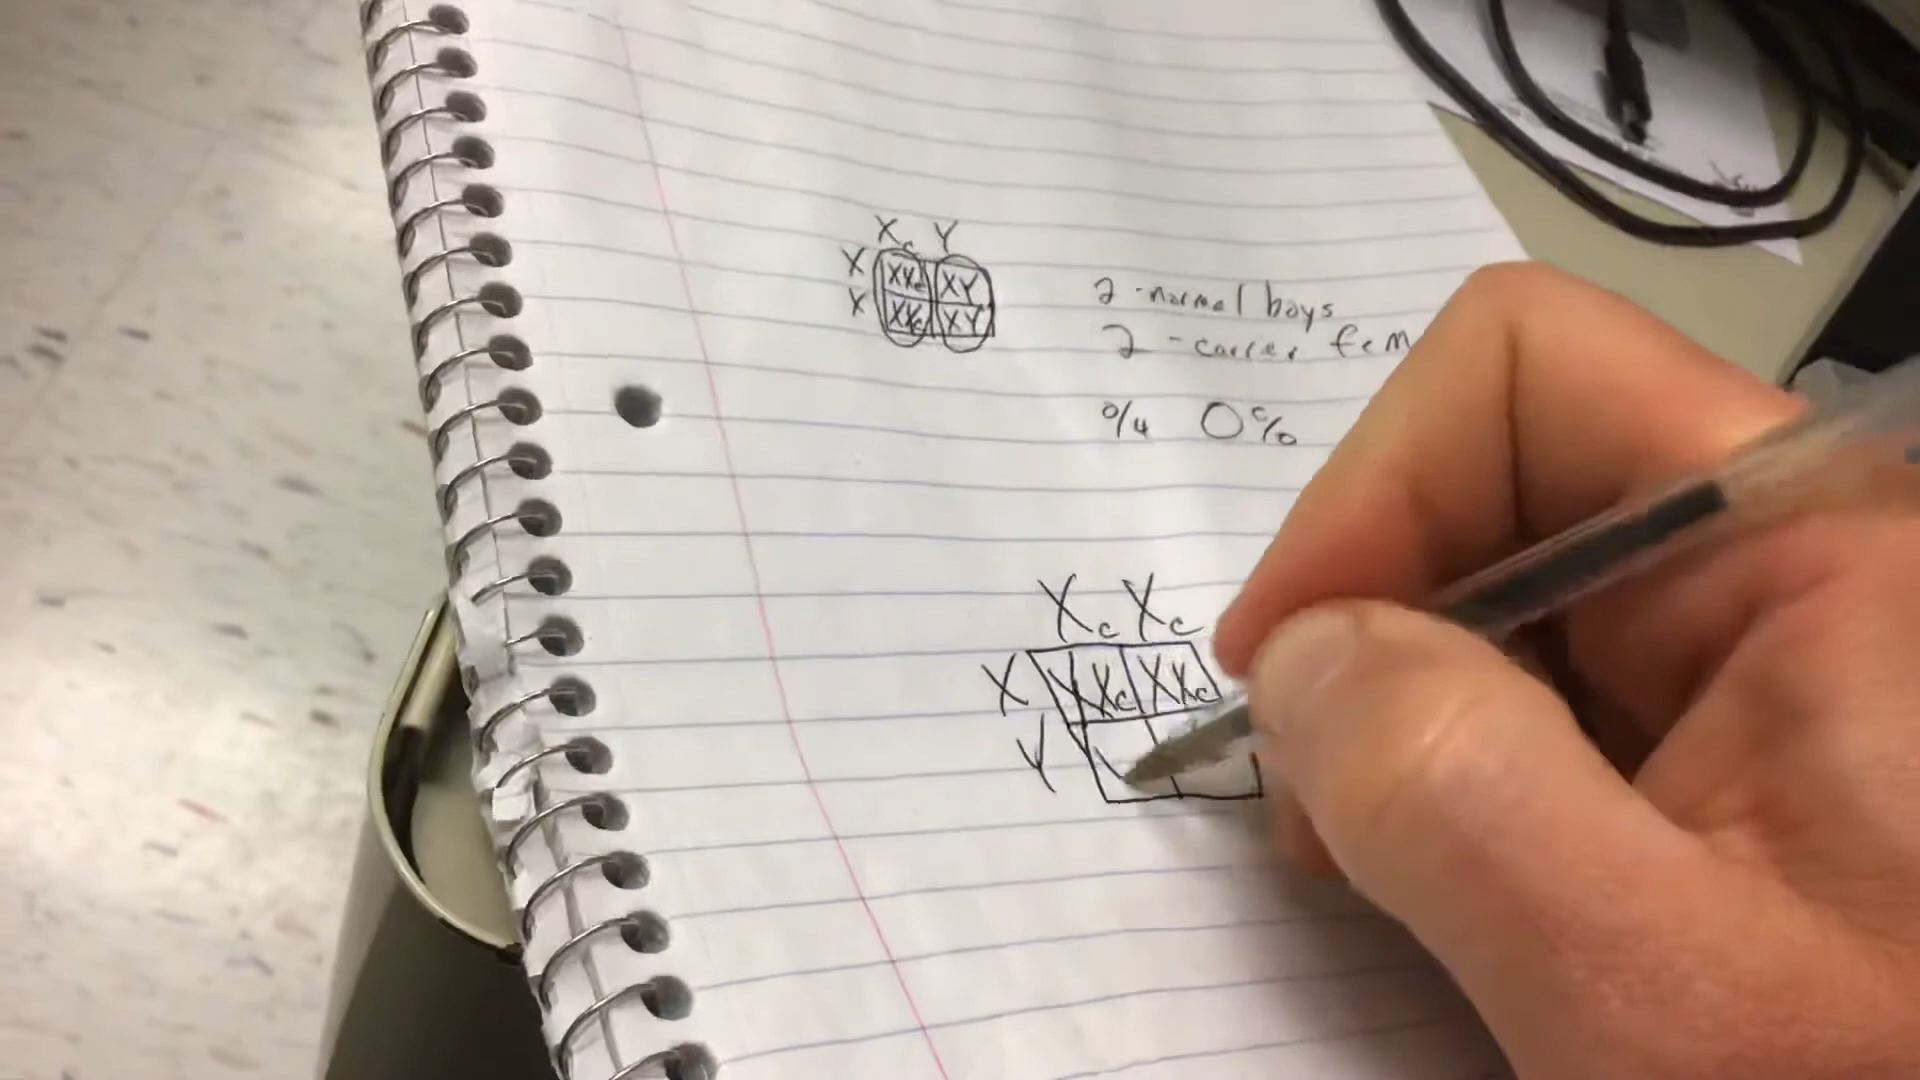 Xc Y
X XXc XY
X XXc XY
2 - normal boys
2 - carrier fem
0/4 0%
Xc Xc
X XXc XXc
Y